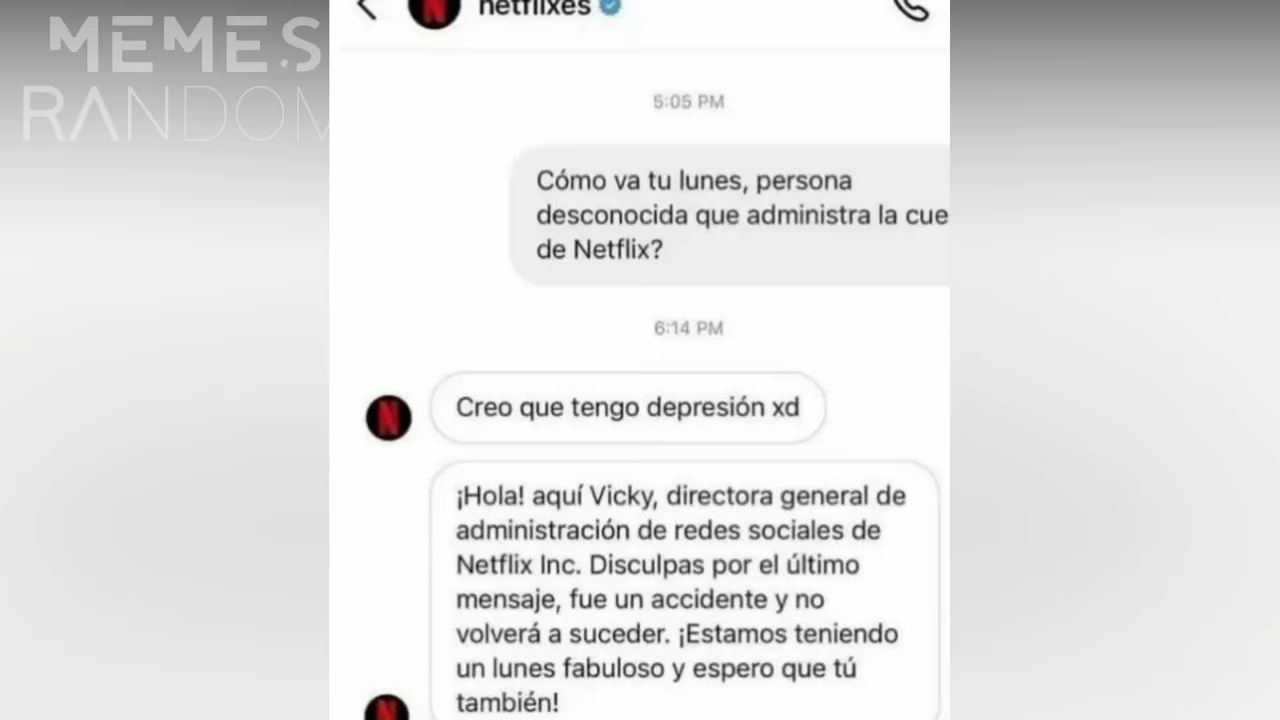 MEMES
RANDOM
netflixes
5:05 PM
Cómo va tu lunes, persona
desconocida que administra la cue
de Netflix?
6:14 PM
Creo que tengo depresión xd
¡Hola! aquí Vicky, directora general de
administración de redes sociales de
Netflix Inc. Disculpas por el último
mensaje, fue un accidente y no
volverá a suceder. ¡Estamos teniendo
un lunes fabuloso y espero que tú
también!